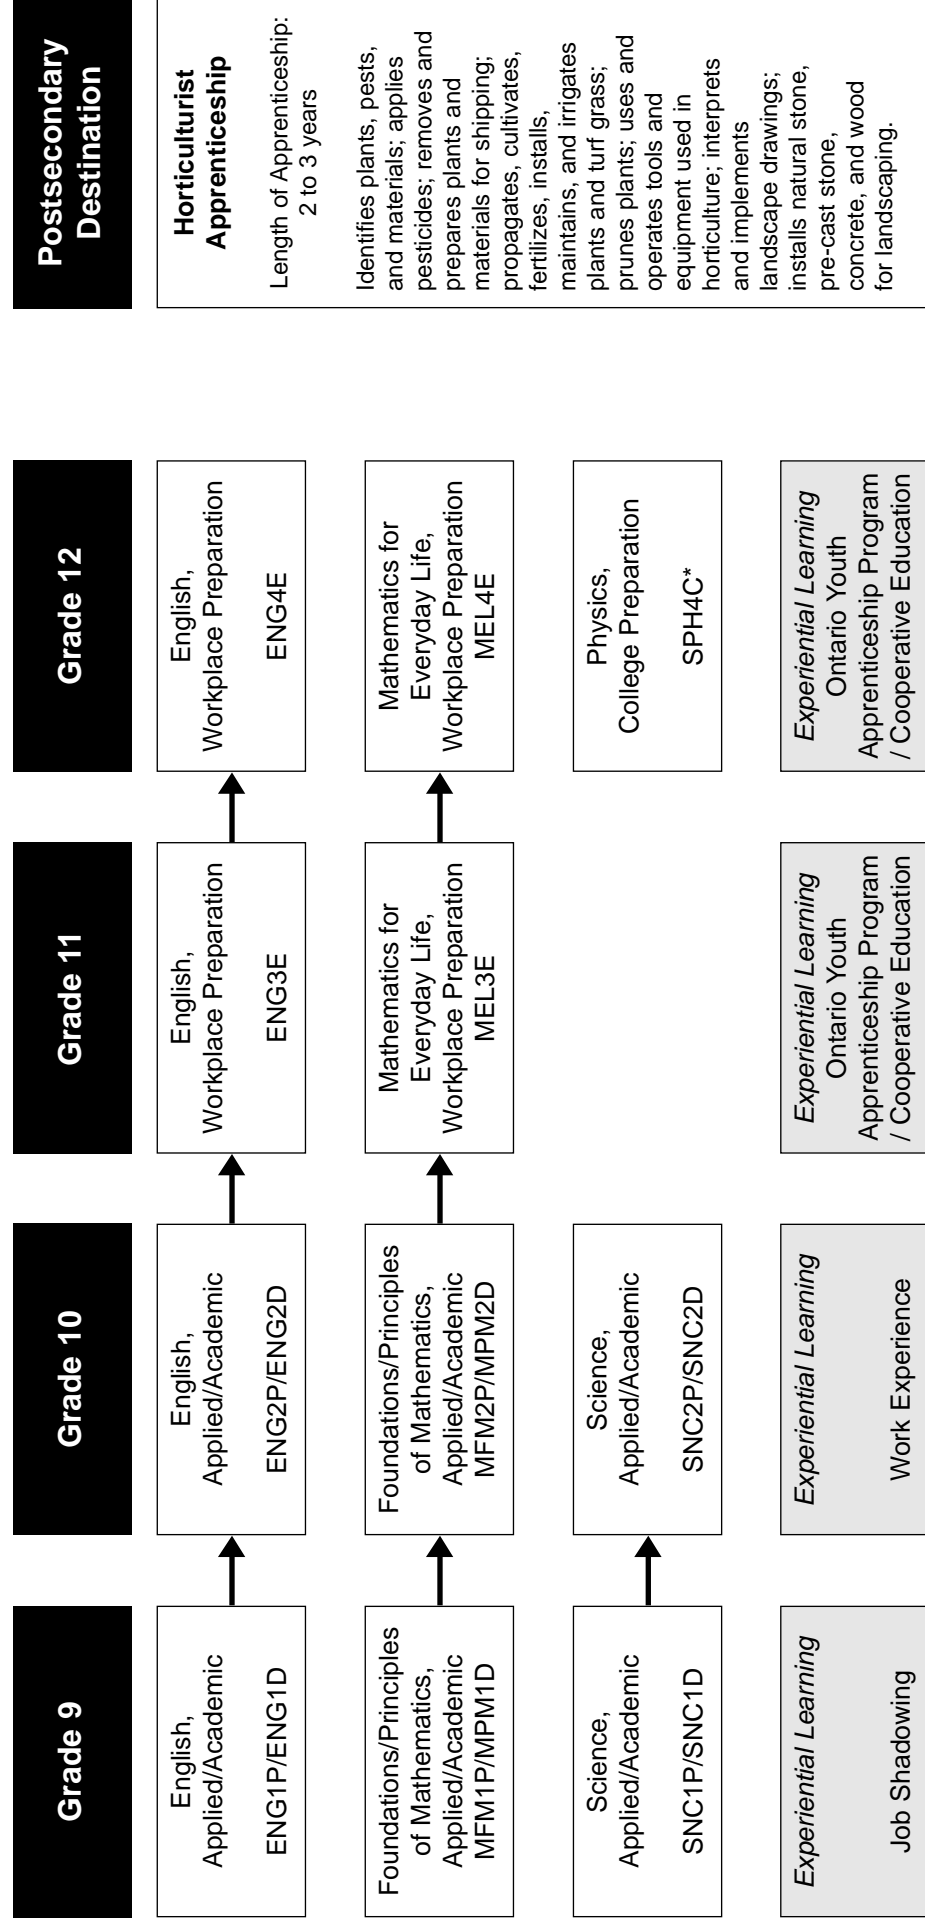 Grade 9
Grade 10
Grade 11
Grade 12
Postsecondary
Destination
English,
Applied/Academic
ENG1P/ENG1D
English,
Applied/Academic
ENG2P/ENG2D
English,
Workplace Preparation
ENG3E
English,
Workplace Preparation
ENG4E
Horticulturist
Apprenticeship
Length of Apprenticeship:
2 to 3 years
Identifies plants, pests,
and materials; applies
pesticides; removes and
prepares plants and
materials for shipping;
propagates, cultivates,
fertilizes, installs,
maintains, and irrigates
plants and turf grass;
prunes plants; uses and
operates tools and
equipment used in
horticulture; interprets
and implements
landscape drawings;
installs natural stone,
pre-cast stone,
concrete, and wood
for landscaping.
Foundations/Principles
of Mathematics,
Applied/Academic
MFM1P/MPM1D
Foundations/Principles
of Mathematics,
Applied/Academic
MFM2P/MPM2D
Mathematics for
Everyday Life,
Workplace Preparation
MEL3E
Mathematics for
Everyday Life,
Workplace Preparation
MEL4E
Science,
Applied/Academic
SNC1P/SNC1D
Science,
Applied/Academic
SNC2P/SNC2D
Physics,
College Preparation
SPH4C*
Experiential Learning
Job Shadowing
Experiential Learning
Work Experience
Experiential Learning
Ontario Youth
Apprenticeship Program
/ Cooperative Education
Experiential Learning
Ontario Youth
Apprenticeship Program
/ Cooperative Education